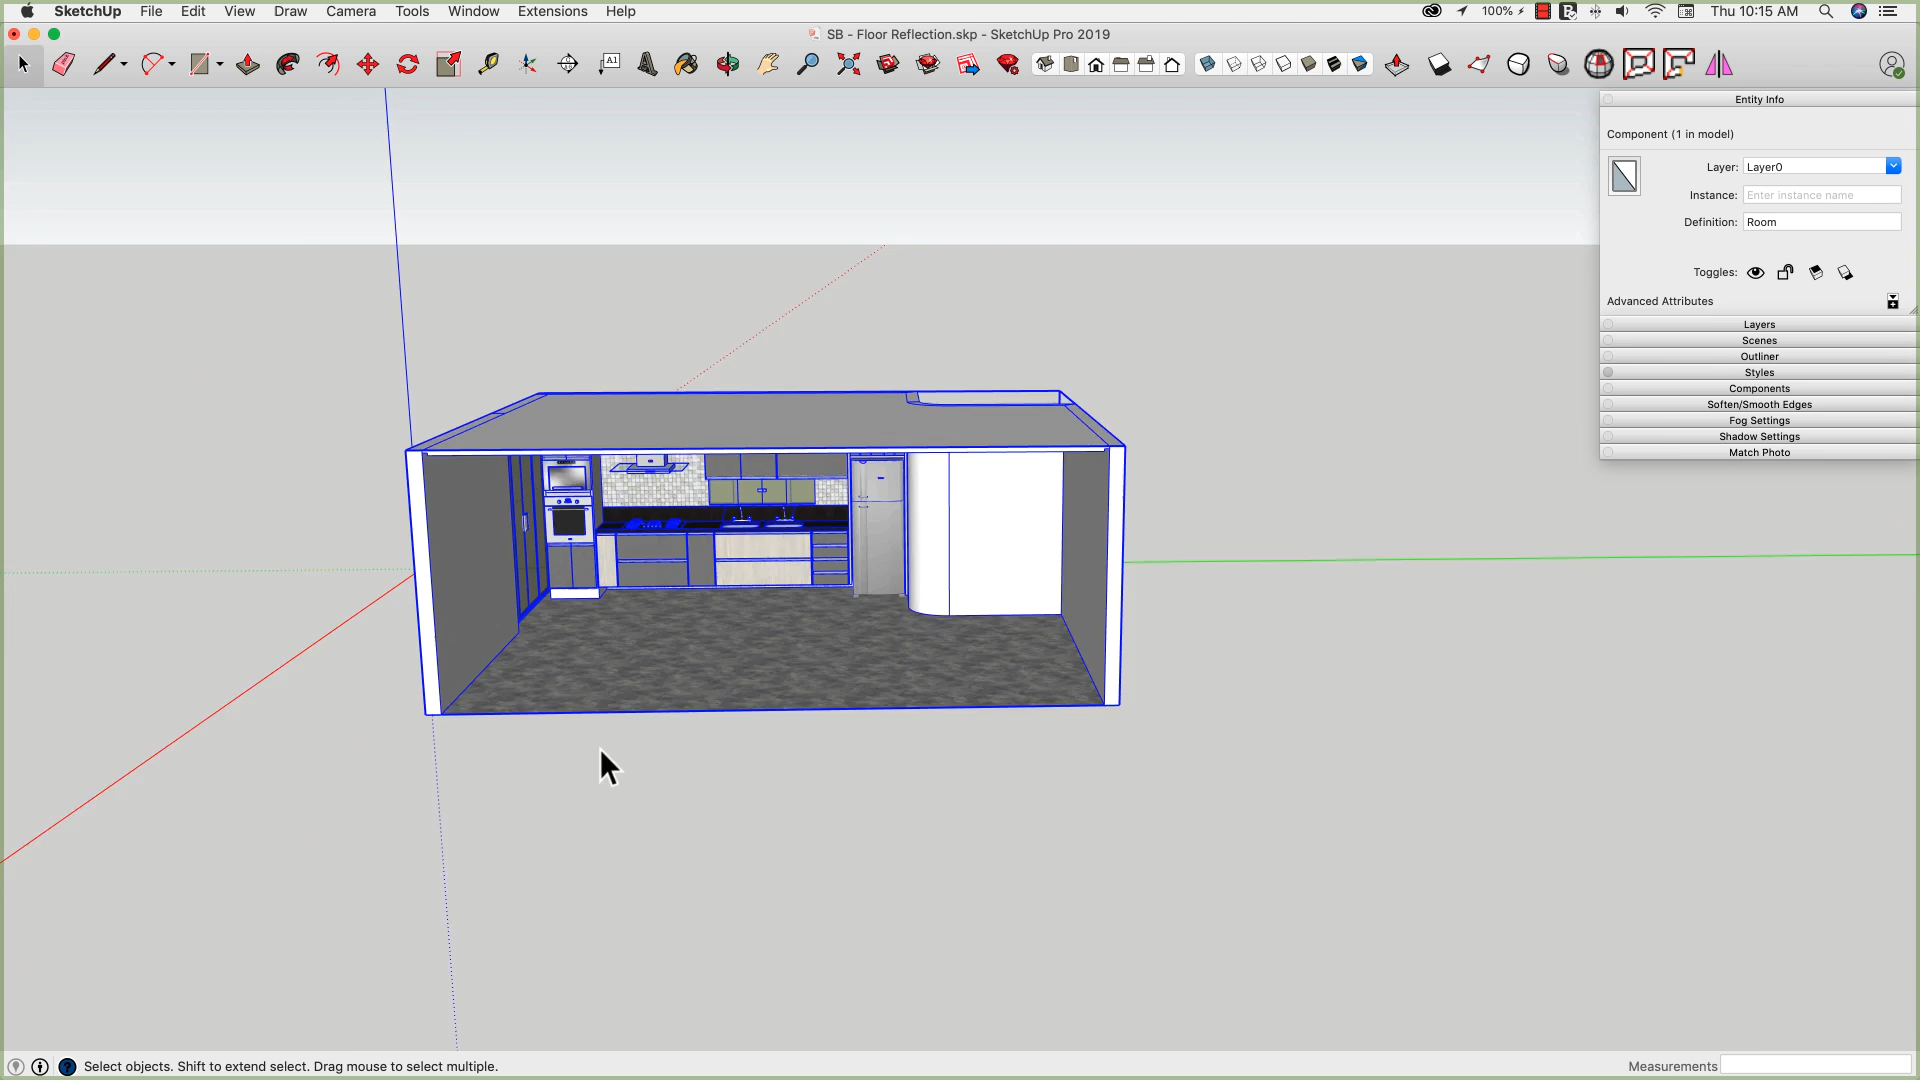 SketchUp File Edit View Draw Camera Tools Window Extensions Help 100% Thu 10:15 AM
SB - Floor Reflection.skp - SketchUp Pro 2019
A1
Entity Info
Component (1 in model)
Layer: Layer0
Instance: Enter instance name
Definition: Room
Toggles:
Advanced Attributes
Layers
Scenes
Outliner
Styles
Components
Soften/Smooth Edges
Fog Settings
Shadow Settings
Match Photo
Select objects. Shift to extend select. Drag mouse to select multiple.
Measurements